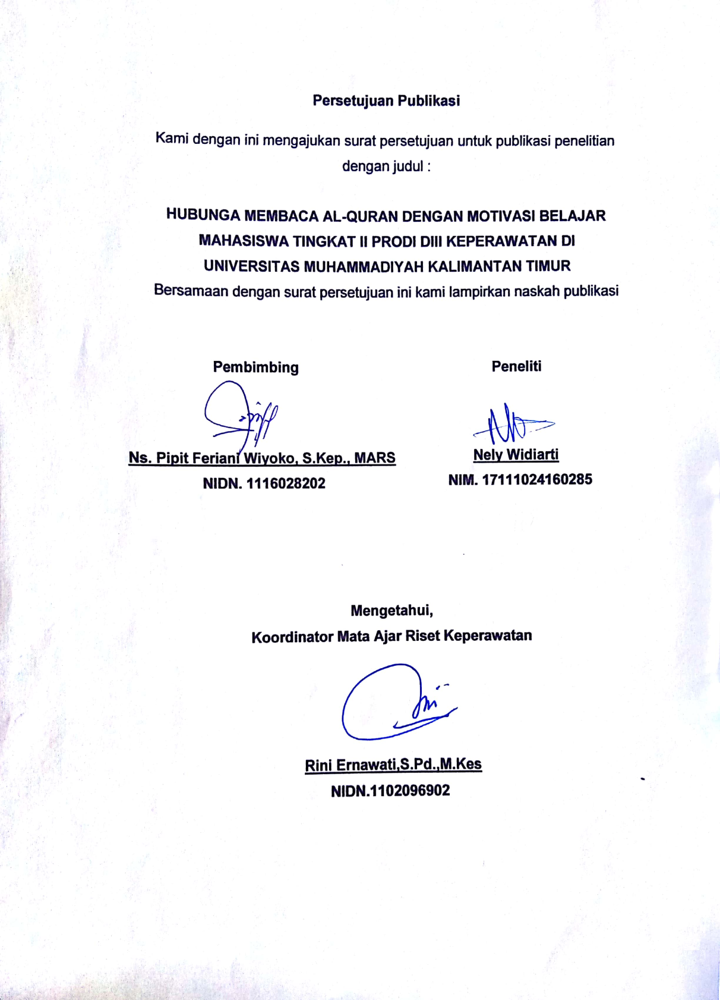 Persetujuan Publikasi
Kami dengan ini mengajukan surat persetujuan untuk publikasi penelitian
dengan judul :
HUBUNGA MEMBACA AL-QURAN DENGAN MOTIVASI BELAJAR
MAHASISWA TINGKAT II PRODI DIII KEPERAWATAN DI
UNIVERSITAS MUHAMMADIYAH KALIMANTAN TIMUR
Bersamaan dengan surat persetujuan ini kami lampirkan naskah publikasi
Pembimbing
Ns. Pipit Feriani Wiyoko, S.Kep., MARS
NIDN. 1116028202
Peneliti
Nely Widiarti
NIM. 17111024160285
Mengetahui,
Koordinator Mata Ajar Riset Keperawatan
Rini Ernawati,S.Pd.,M.Kes
NIDN.1102096902